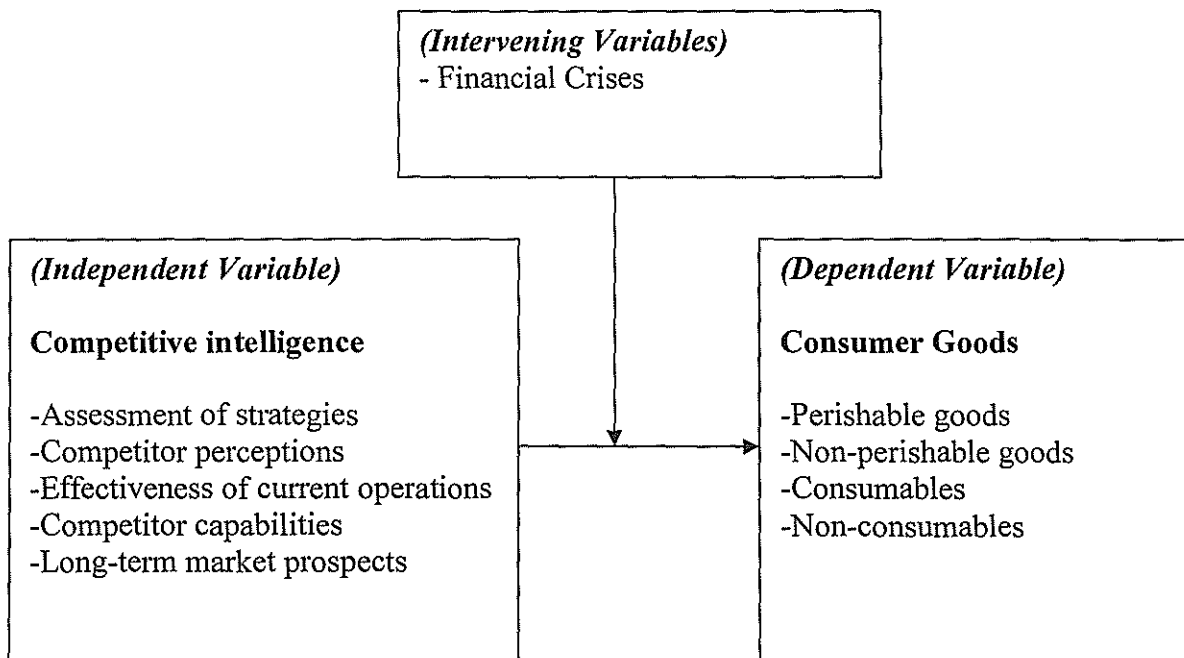 (Intervening Variables)
- Financial Crises
(Independent Variable)
Competitive intelligence
-Assessment of strategies
-Competitor perceptions
-Effectiveness of current operations
-Competitor capabilities
-Long-term market prospects
(Dependent Variable)
Consumer Goods
-Perishable goods
-Non-perishable goods
-Consumables
-Non-consumables